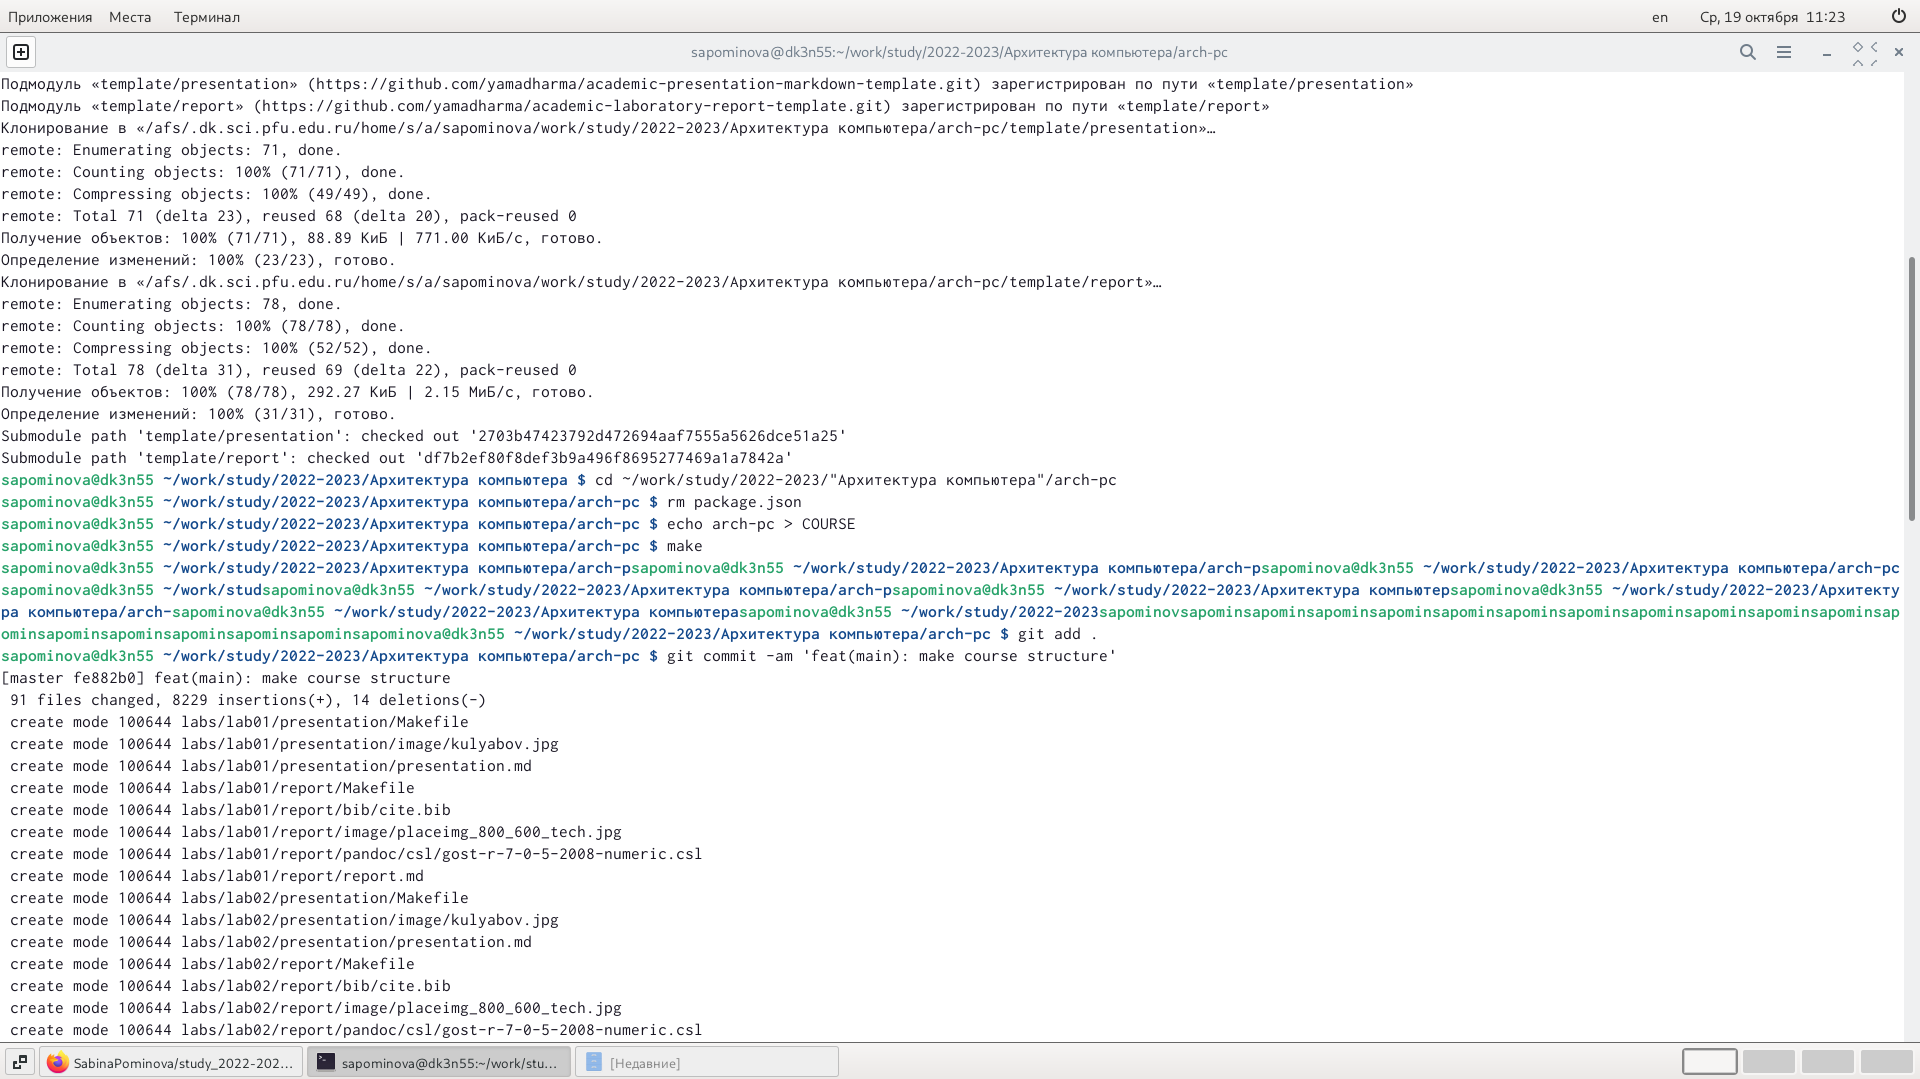 Приложения Места Терминал en Ср, 19 октября 11:23
sapominova@dk3n55:~/work/study/2022-2023/Архитектура компьютера/arch-pc
Подмодуль «template/presentation» (https://github.com/yamadharma/academic-presentation-markdown-template.git) зарегистрирован по пути «template/presentation»
Подмодуль «template/report» (https://github.com/yamadharma/academic-laboratory-report-template.git) зарегистрирован по пути «template/report»
Клонирование в «/afs/.dk.sci.pfu.edu.ru/home/s/a/sapominova/work/study/2022-2023/Архитектура компьютера/arch-pc/template/presentation»…
remote: Enumerating objects: 71, done.
remote: Counting objects: 100% (71/71), done.
remote: Compressing objects: 100% (49/49), done.
remote: Total 71 (delta 23), reused 68 (delta 20), pack-reused 0
Получение объектов: 100% (71/71), 88.89 КиБ | 771.00 КиБ/с, готово.
Определение изменений: 100% (23/23), готово.
Клонирование в «/afs/.dk.sci.pfu.edu.ru/home/s/a/sapominova/work/study/2022-2023/Архитектура компьютера/arch-pc/template/report»…
remote: Enumerating objects: 78, done.
remote: Counting objects: 100% (78/78), done.
remote: Compressing objects: 100% (52/52), done.
remote: Total 78 (delta 31), reused 69 (delta 22), pack-reused 0
Получение объектов: 100% (78/78), 292.27 КиБ | 2.15 МиБ/с, готово.
Определение изменений: 100% (31/31), готово.
Submodule path 'template/presentation': checked out '2703b47423792d472694aaf7555a5626dce51a25'
Submodule path 'template/report': checked out 'df7b2ef80f8def3b9a496f8695277469a1a7842a'
sapominova@dk3n55 ~/work/study/2022-2023/Архитектура компьютера $ cd ~/work/study/2022-2023/"Архитектура компьютера"/arch-pc
sapominova@dk3n55 ~/work/study/2022-2023/Архитектура компьютера/arch-pc $ rm package.json
sapominova@dk3n55 ~/work/study/2022-2023/Архитектура компьютера/arch-pc $ echo arch-pc > COURSE
sapominova@dk3n55 ~/work/study/2022-2023/Архитектура компьютера/arch-pc $ make
sapominova@dk3n55 ~/work/study/2022-2023/Архитектура компьютера/arch-psapominova@dk3n55 ~/work/study/2022-2023/Архитектура компьютера/arch-psapominova@dk3n55 ~/work/study/2022-2023/Архитектура компьютера/arch-pc
sapominova@dk3n55 ~/work/studsapominova@dk3n55 ~/work/study/2022-2023/Архитектура компьютера/arch-psapominova@dk3n55 ~/work/study/2022-2023/Архитектура компьютерsapominova@dk3n55 ~/work/study/2022-2023/Архитекту
ра компьютера/arch-sapominova@dk3n55 ~/work/study/2022-2023/Архитектура компьютераsapominova@dk3n55 ~/work/study/2022-2023sapominovsapominsapominsapominsapominsapominsapominsapominsapominsapominsapominsapominsap
ominsapominsapominsapominsapominsapominsapominova@dk3n55 ~/work/study/2022-2023/Архитектура компьютера/arch-pc $ git add .
sapominova@dk3n55 ~/work/study/2022-2023/Архитектура компьютера/arch-pc $ git commit -am 'feat(main): make course structure'
[master fe882b0] feat(main): make course structure
91 files changed, 8229 insertions(+), 14 deletions(-)
create mode 100644 labs/lab01/presentation/Makefile
create mode 100644 labs/lab01/presentation/image/kulyabov.jpg
create mode 100644 labs/lab01/presentation/presentation.md
create mode 100644 labs/lab01/report/Makefile
create mode 100644 labs/lab01/report/bib/cite.bib
create mode 100644 labs/lab01/report/image/placeimg_800_600_tech.jpg
create mode 100644 labs/lab01/report/pandoc/csl/gost-r-7-0-5-2008-numeric.csl
create mode 100644 labs/lab01/report/report.md
create mode 100644 labs/lab02/presentation/Makefile
create mode 100644 labs/lab02/presentation/image/kulyabov.jpg
create mode 100644 labs/lab02/presentation/presentation.md
create mode 100644 labs/lab02/report/Makefile
create mode 100644 labs/lab02/report/bib/cite.bib
create mode 100644 labs/lab02/report/image/placeimg_800_600_tech.jpg
create mode 100644 labs/lab02/report/pandoc/csl/gost-r-7-0-5-2008-numeric.csl
SabinaPominova/study_2022-202… sapominova@dk3n55:~/work/stu… [Недавние]